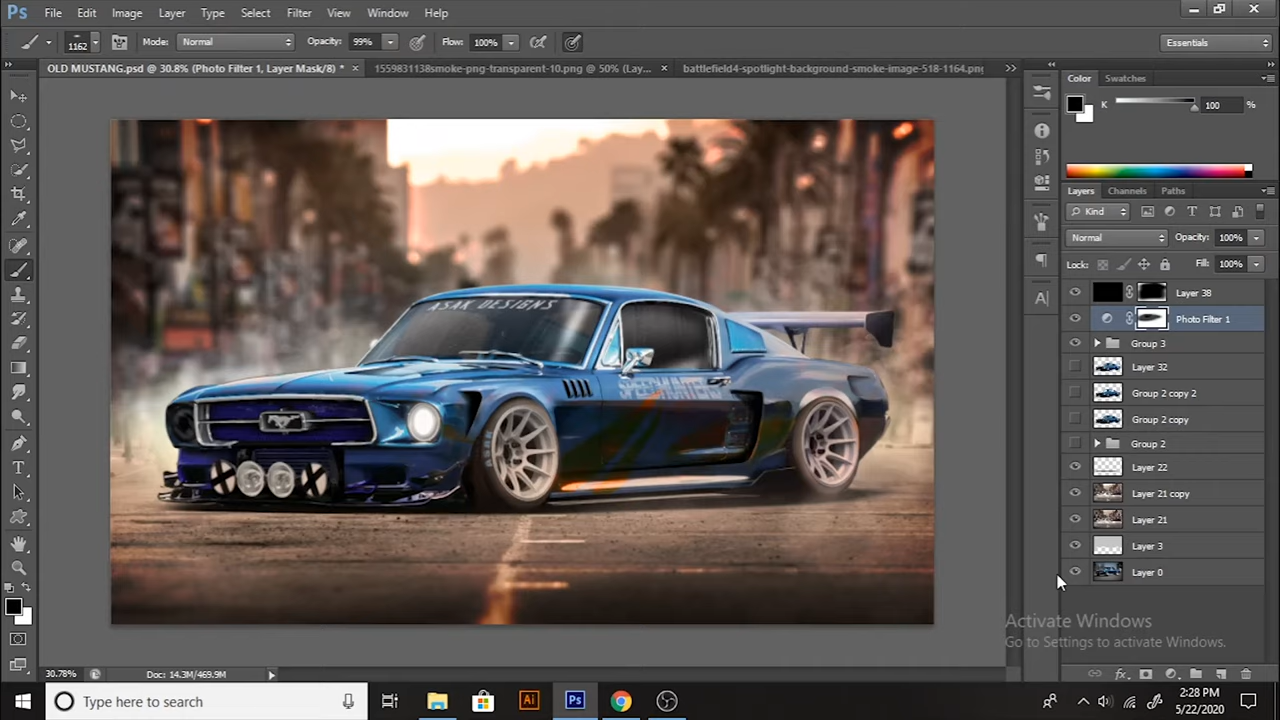 Ps File Edit Image Layer Type Select Filter View Window Help
1162 Mode: Normal Opacity: 99% Flow: 100% Essentials
OLD MUSTANG.psd @ 30.8% (Photo Filter 1, Layer Mask/8) * × 1559831138smoke-png-transparent-10.png @ 50% (Lay... × battlefield4-spotlight-background-smoke-image-518-1164.png
Color Swatches
K 100 %
Layers Channels Paths
Kind
Normal Opacity: 100%
Lock: Fill: 100%
Layer 38
Photo Filter 1
Group 3
Layer 32
Group 2 copy 2
Group 2 copy
Group 2
Layer 22
Layer 21 copy
Layer 21
Layer 3
Layer 0
ASAK DESIGNS
Activate Windows
Go to Settings to activate Windows.
30.78% Doc: 14.3M/469.9M
Type here to search
Ai Ps
2:28 PM
5/22/2020